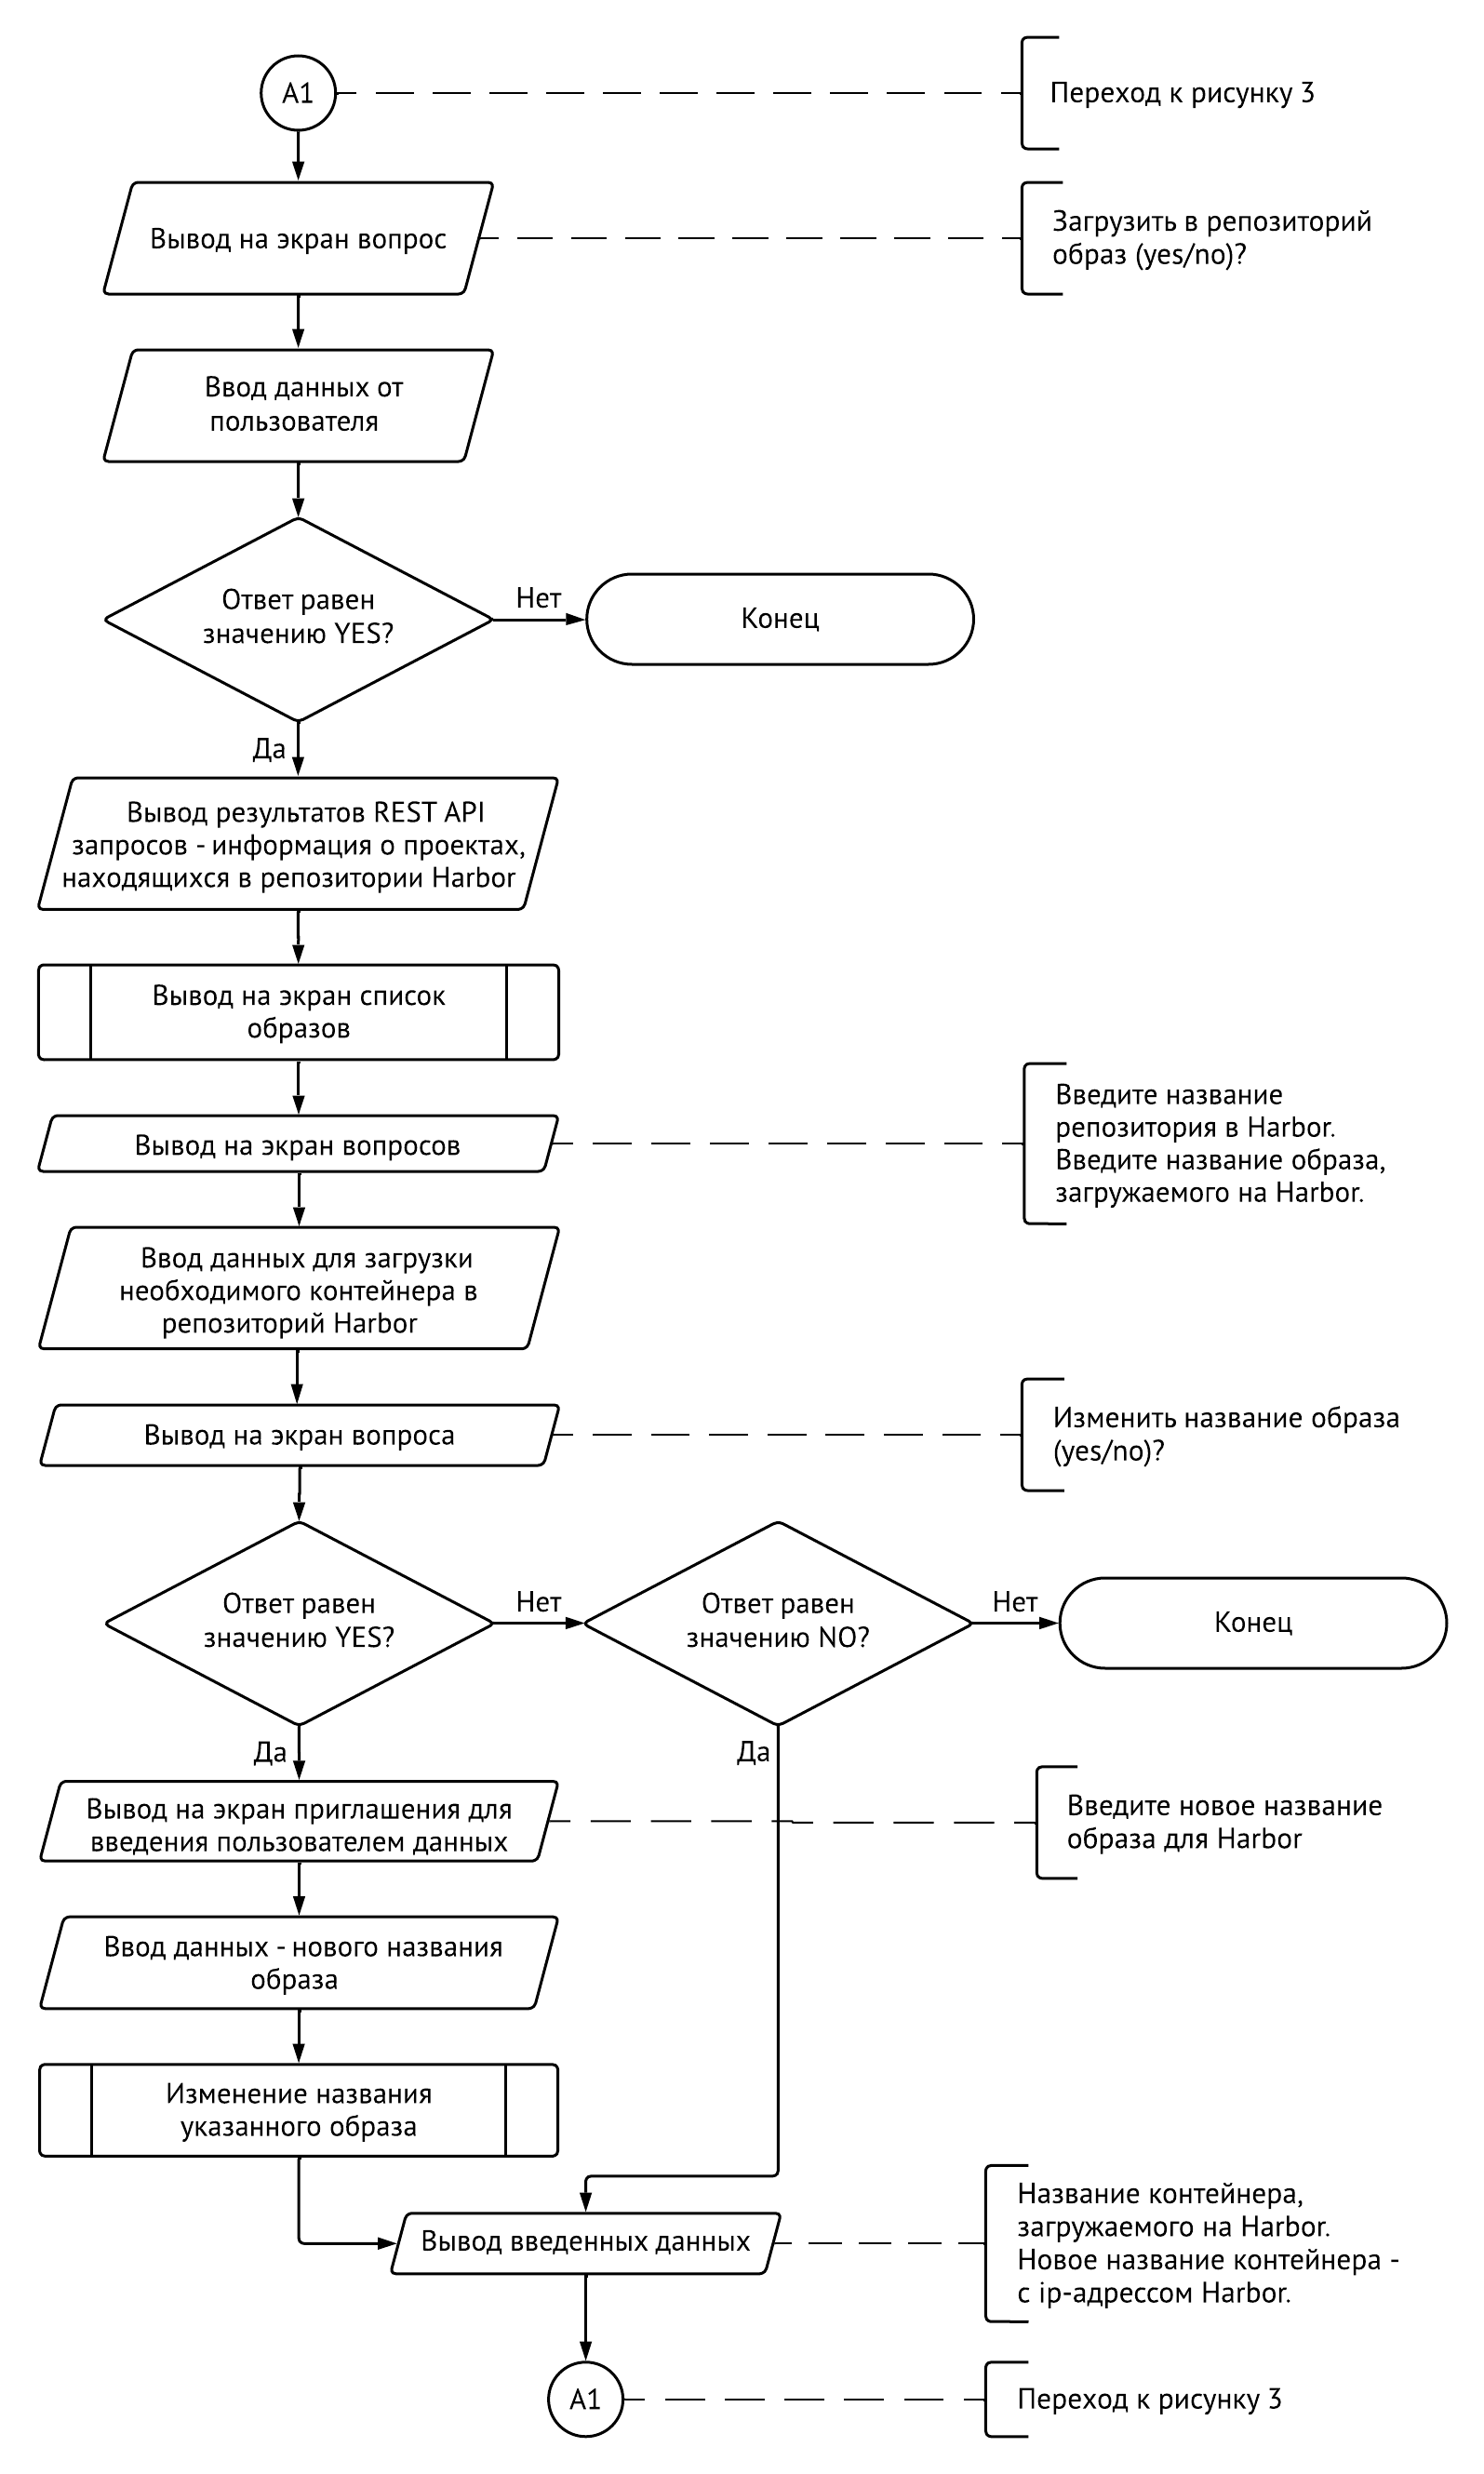 А1
Переход к рисунку 3
Вывод на экран вопрос
Загрузить в репозиторий
образ (yes/no)?
Ввод данных от
пользователя
Ответ равен
значению YES?
Нет
Конец
Да
Вывод результатов REST API
запросов - информация о проектах,
находящихся в репозитории Harbor
Вывод на экран список
образов
Вывод на экран вопросов
Введите название
репозитория в Harbor.
Введите название образа,
загружаемого на Harbor.
Ввод данных для загрузки
необходимого контейнера в
репозиторий Harbor
Вывод на экран вопроса
Изменить название образа
(yes/no)?
Ответ равен
значению YES?
Нет
Ответ равен
значению NO?
Нет
Конец
Да
Да
Вывод на экран приглашения для
введения пользователем данных
Введите новое название
образа для Harbor
Ввод данных - нового названия
образа
Изменение названия
указанного образа
Вывод введенных данных
Название контейнера,
загружаемого на Harbor.
Новое название контейнера -
с ip-адрессом Harbor.
А1
Переход к рисунку 3